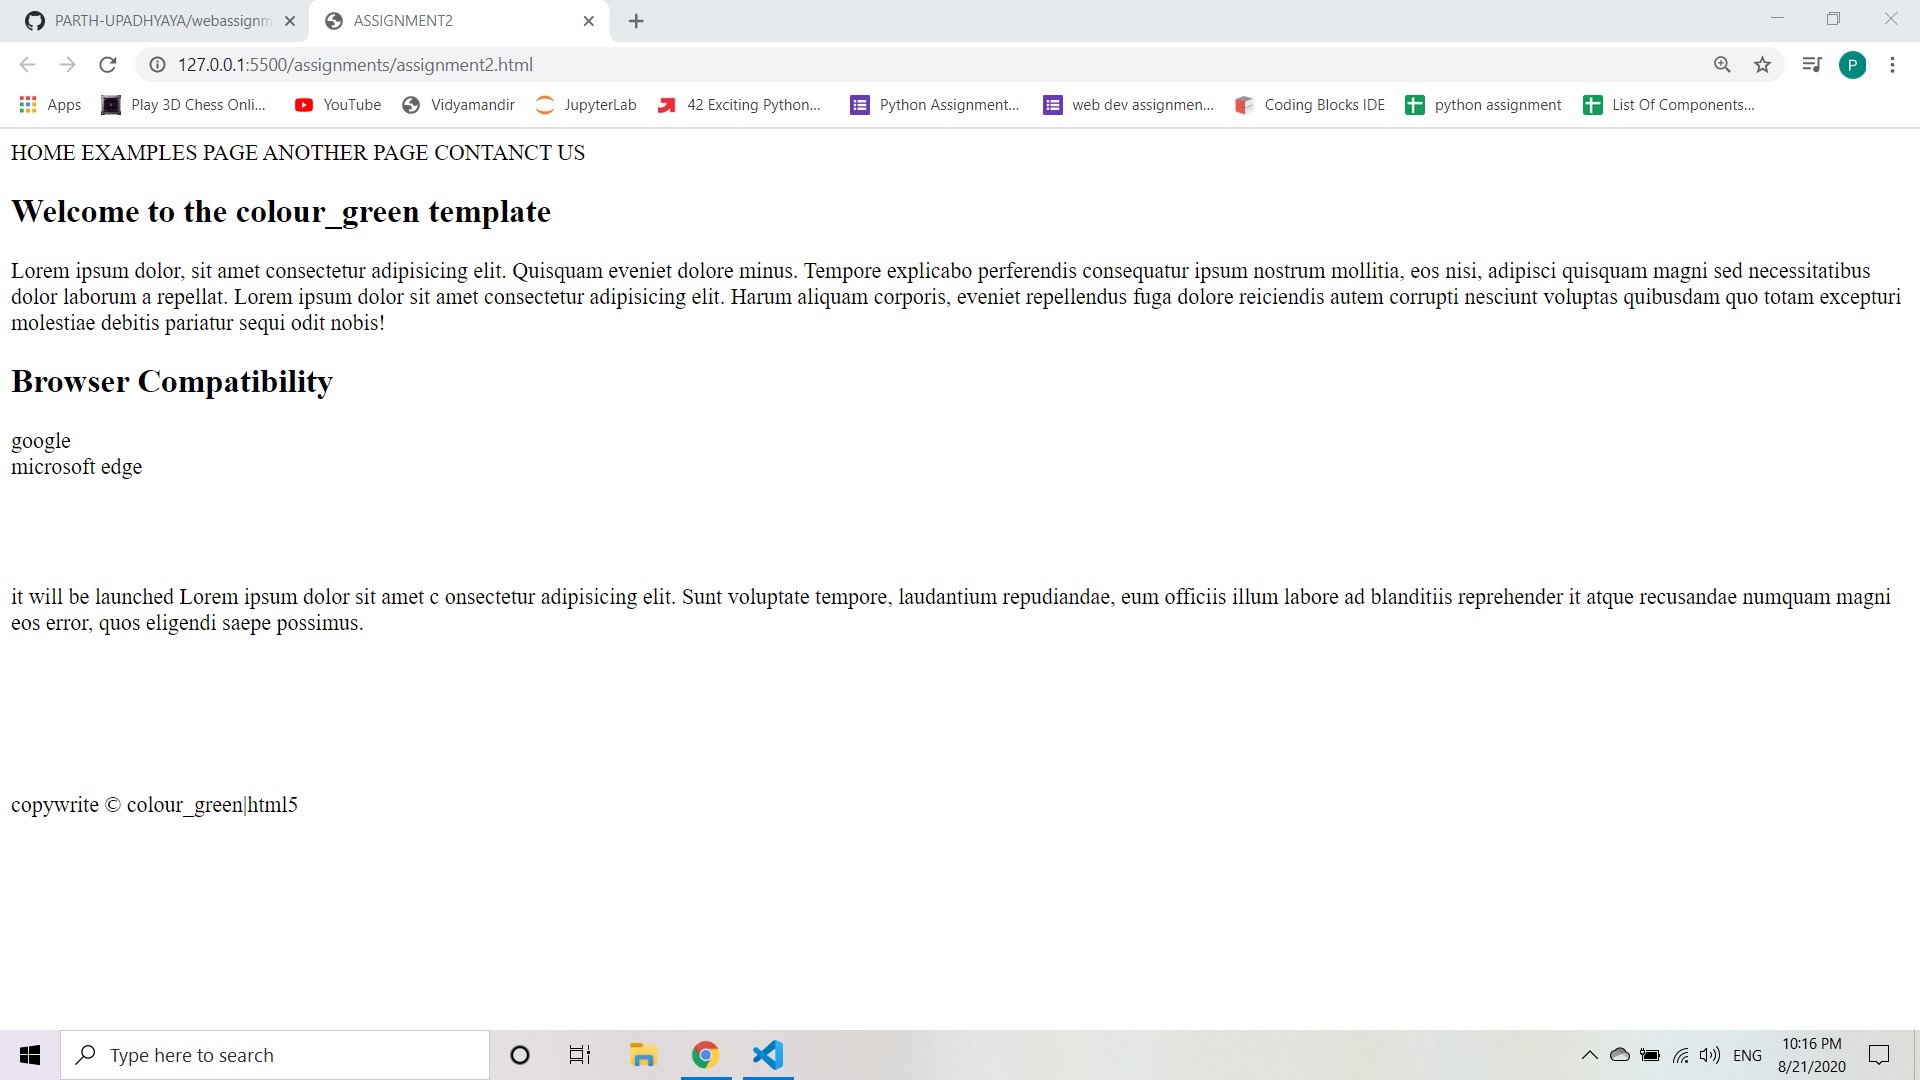 PARTH-UPADHYAYA/webassignm
ASSIGNMENT2
127.0.0.1:5500/assignments/assignment2.html
P
Apps Play 3D Chess Onli... YouTube Vidyamandir JupyterLab 42 Exciting Python... Python Assignment... web dev assignmen... Coding Blocks IDE python assignment List Of Components...
HOME EXAMPLES PAGE ANOTHER PAGE CONTANCT US
Welcome to the colour_green template
Lorem ipsum dolor, sit amet consectetur adipisicing elit. Quisquam eveniet dolore minus. Tempore explicabo perferendis consequatur ipsum nostrum mollitia, eos nisi, adipisci quisquam magni sed necessitatibus
dolor laborum a repellat. Lorem ipsum dolor sit amet consectetur adipisicing elit. Harum aliquam corporis, eveniet repellendus fuga dolore reiciendis autem corrupti nesciunt voluptas quibusdam quo totam excepturi
molestiae debitis pariatur sequi odit nobis!
Browser Compatibility
google
microsoft edge
it will be launched Lorem ipsum dolor sit amet c onsectetur adipisicing elit. Sunt voluptate tempore, laudantium repudiandae, eum officiis illum labore ad blanditiis reprehender it atque recusandae numquam magni
eos error, quos eligendi saepe possimus.
copywrite © colour_green|html5
Type here to search
ENG
10:16 PM
8/21/2020